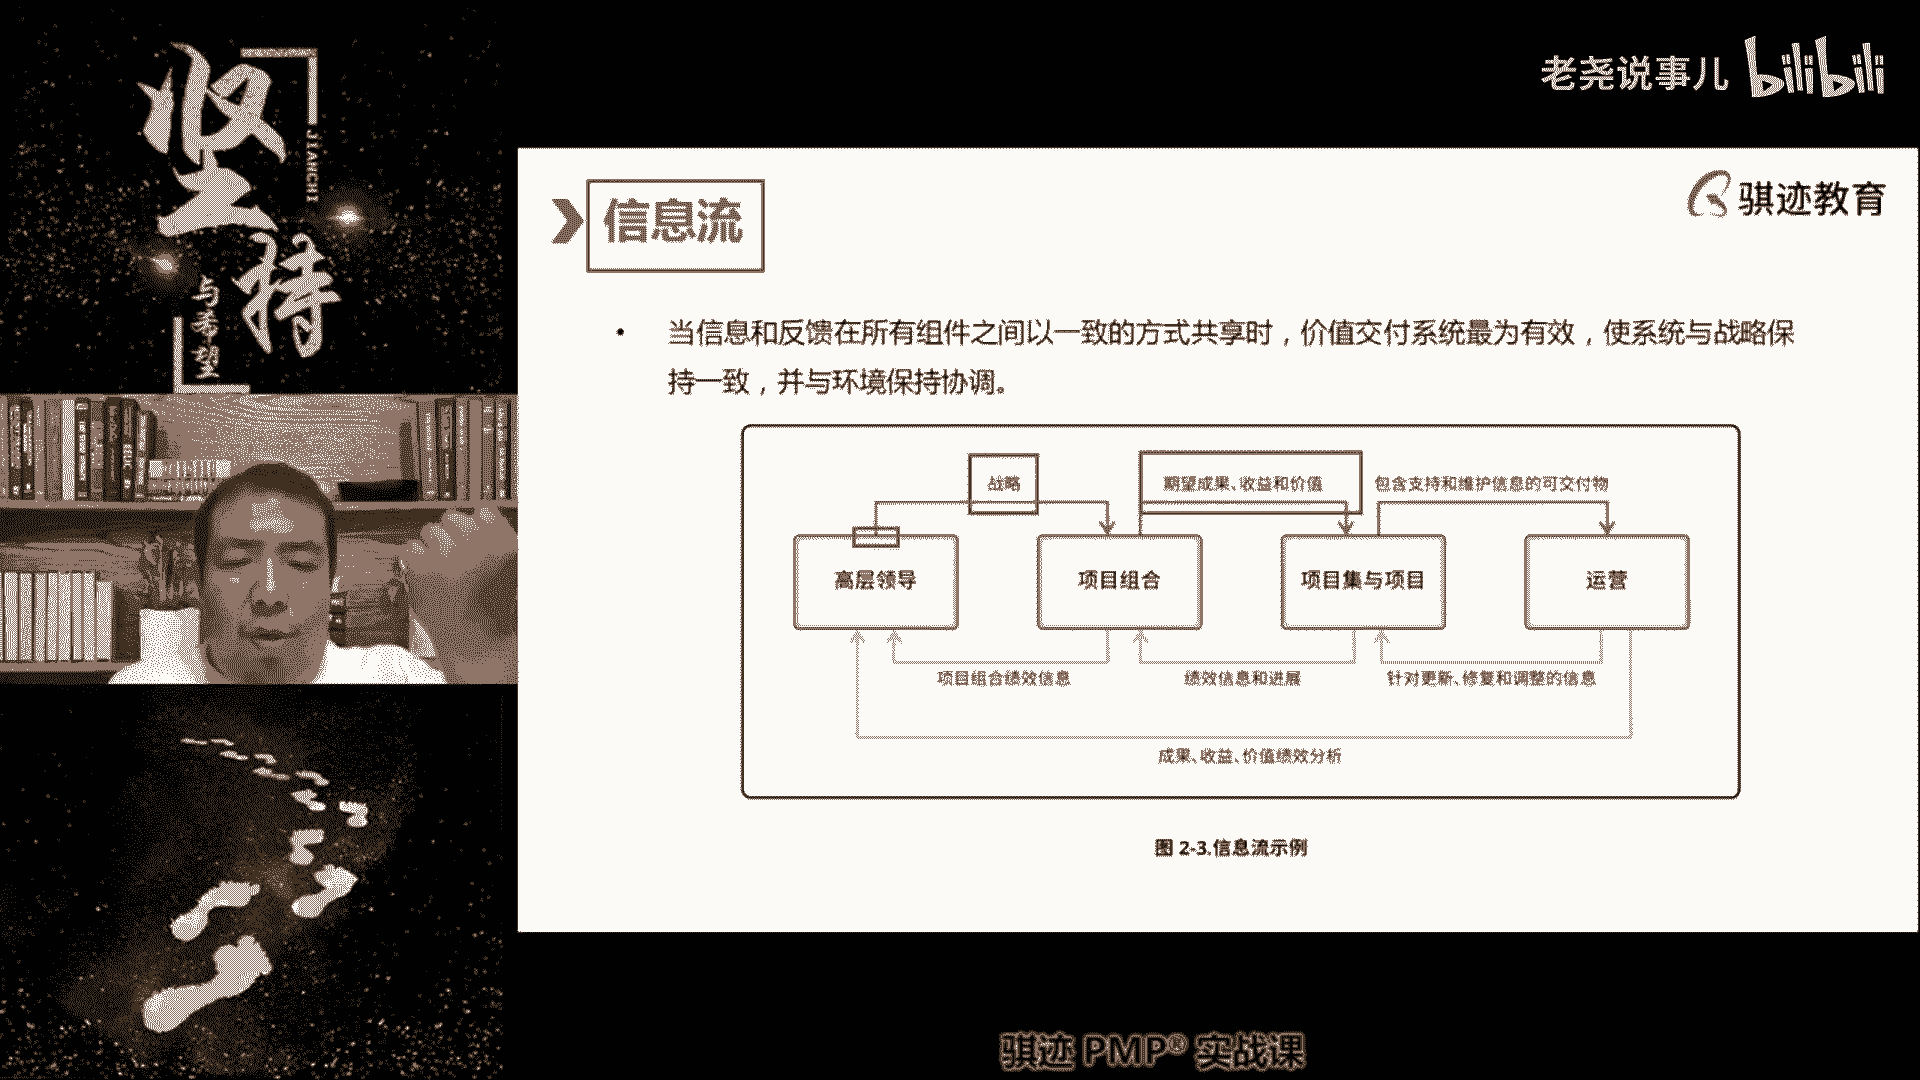 坚持
JIANCHI
与希望
老尧说事儿 bilibili
骐迹教育
信息流
• 当信息和反馈在所有组件之间以一致的方式共享时，价值交付系统最为有效，使系统与战略保
持一致，并与环境保持协调。
战略
期望成果、收益和价值
包含支持和维护信息的可交付物
高层领导
项目组合
项目集与项目
运营
项目组合绩效信息
绩效信息和进展
针对更新、修复和调整的信息
成果、收益、价值绩效分析
图 2-3.信息流示例
骐迹 PMP® 实战课